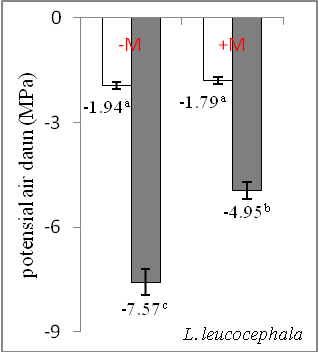 0
-M +M
-1.94ᵃ -1.79ᵃ
-3
potensial air daun (MPa)
-4.95ᵇ
-6
-7.57ᶜ
-9
L. leucocephala